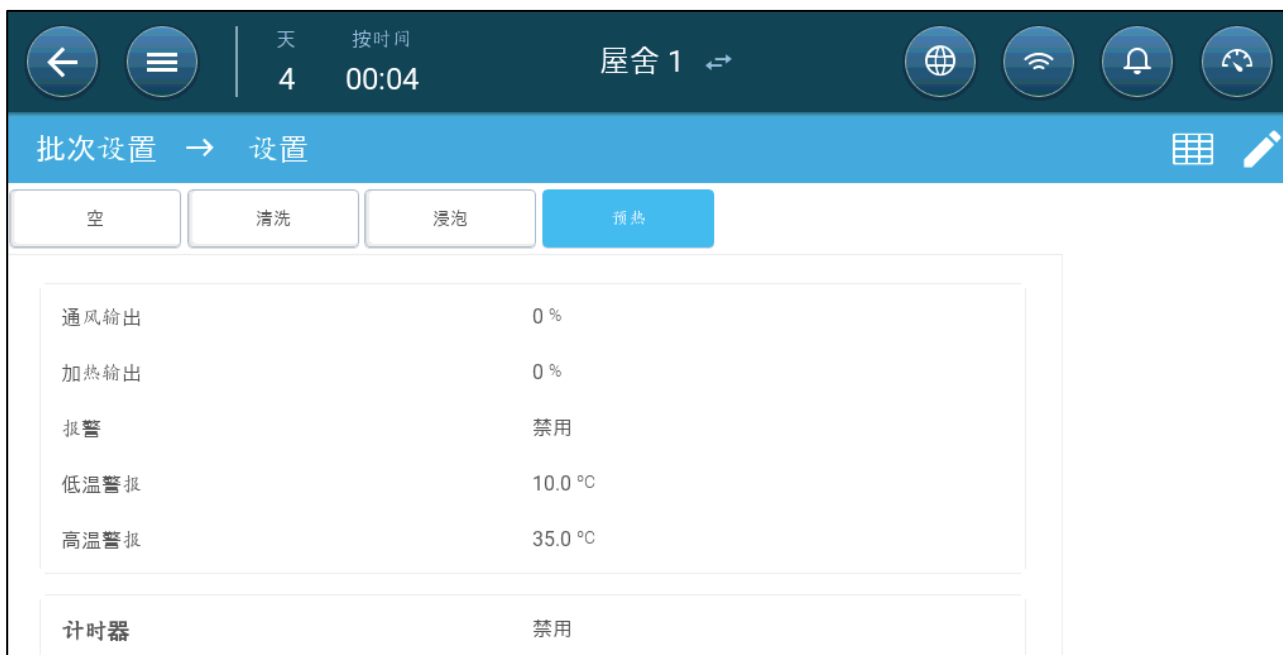 天 按时间
4 00:04
屋舍 1
批次设置 → 设置
空 清洗 浸泡 预热
通风输出 0 %
加热输出 0 %
报警 禁用
低温警报 10.0 ºC
高温警报 35.0 ºC
计时器 禁用